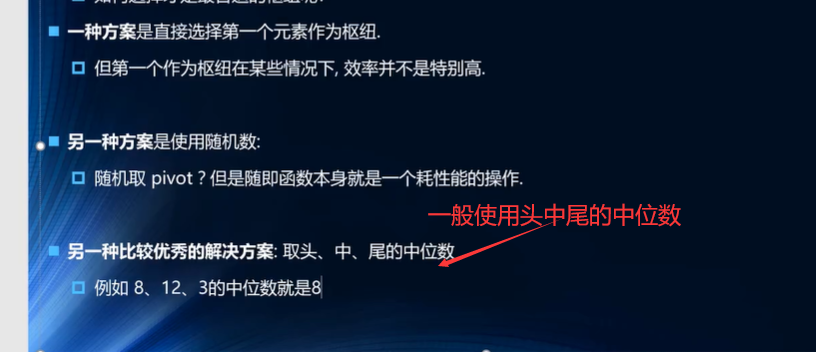 一种方案是直接选择第一个元素作为枢纽.
但第一个作为枢纽在某些情况下, 效率并不是特别高.
另一种方案是使用随机数:
随机取 pivot？但是随即函数本身就是一个耗性能的操作.
一般使用头中尾的中位数
另一种比较优秀的解决方案: 取头、中、尾的中位数
例如 8、12、3的中位数就是8